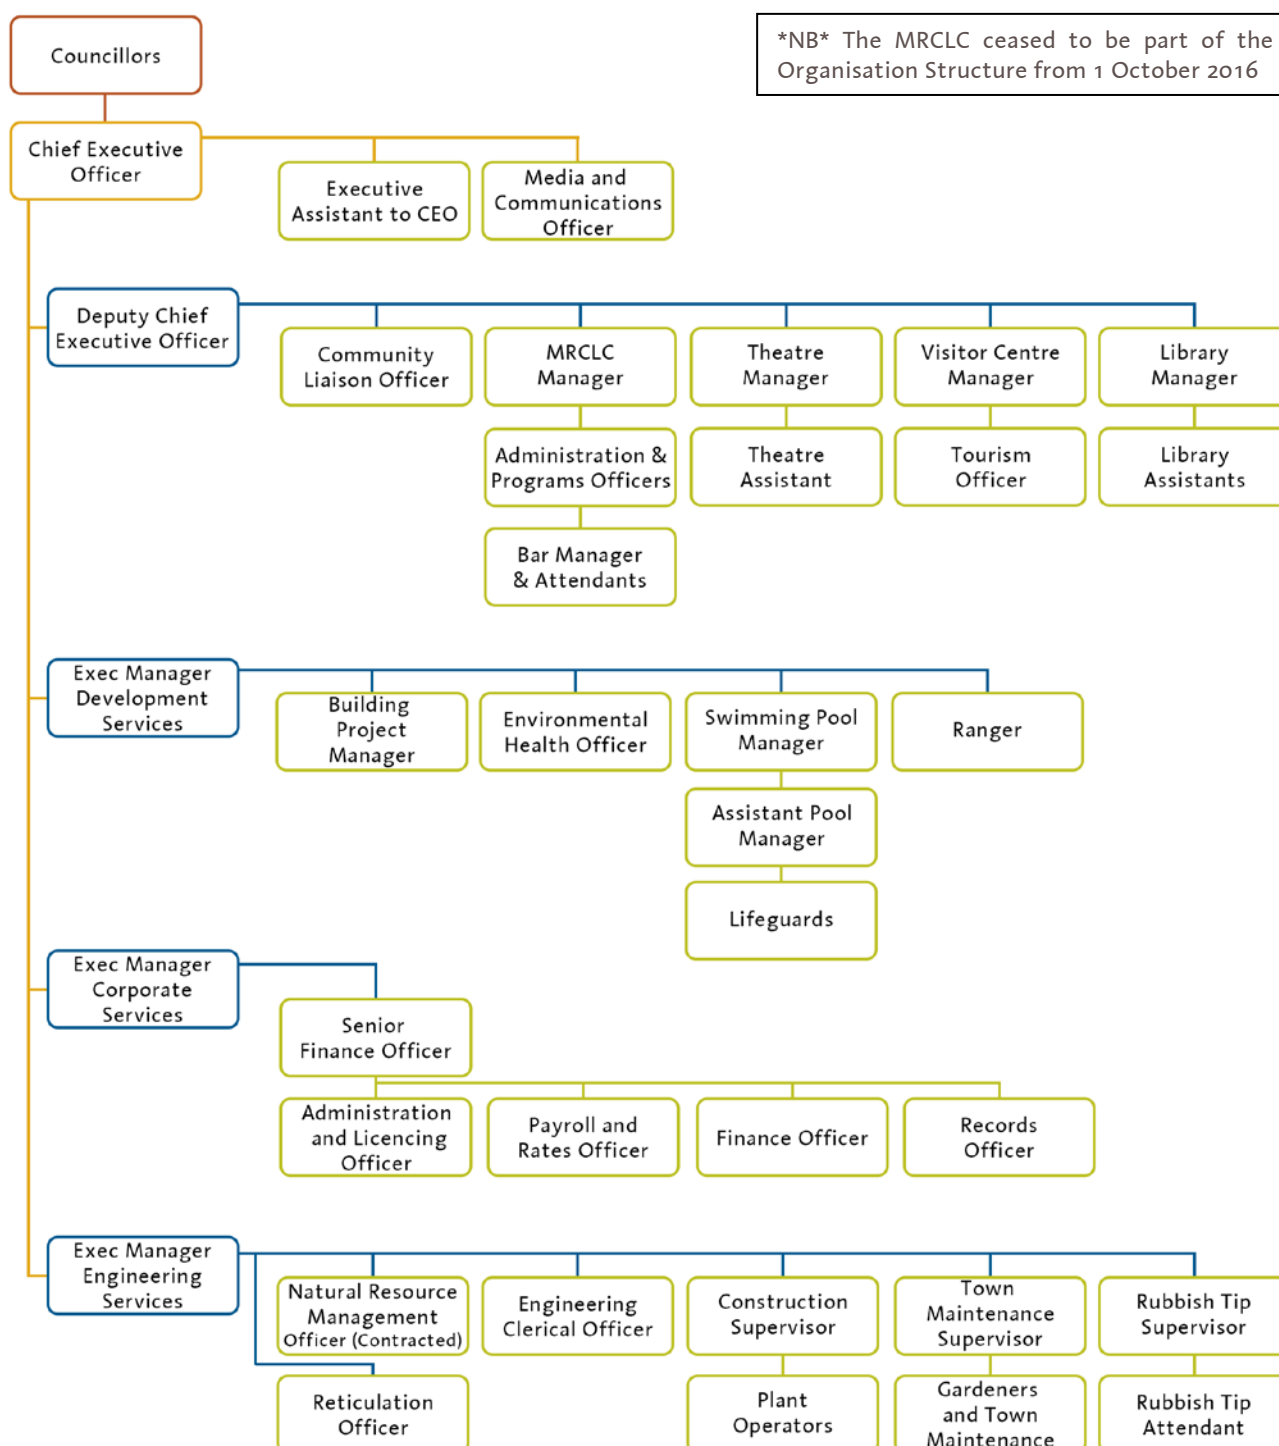 Councillors
*NB* The MRCLC ceased to be part of the
Organisation Structure from 1 October 2016
Chief Executive
Officer
Executive
Assistant to CEO
Media and
Communications
Officer
Deputy Chief
Executive Officer
Community
Liaison Officer
MRCLC
Manager
Theatre
Manager
Visitor Centre
Manager
Library
Manager
Administration &
Programs Officers
Theatre
Assistant
Tourism
Officer
Library
Assistants
Bar Manager
& Attendants
Exec Manager
Development
Services
Building
Project
Manager
Environmental
Health Officer
Swimming Pool
Manager
Ranger
Assistant Pool
Manager
Lifeguards
Exec Manager
Corporate
Services
Senior
Finance Officer
Administration
and Licencing
Officer
Payroll and
Rates Officer
Finance Officer
Records
Officer
Exec Manager
Engineering
Services
Natural Resource
Management
Officer (Contracted)
Engineering
Clerical Officer
Construction
Supervisor
Town
Maintenance
Supervisor
Rubbish Tip
Supervisor
Reticulation
Officer
Plant
Operators
Gardeners
and Town
Maintenance
Rubbish Tip
Attendant